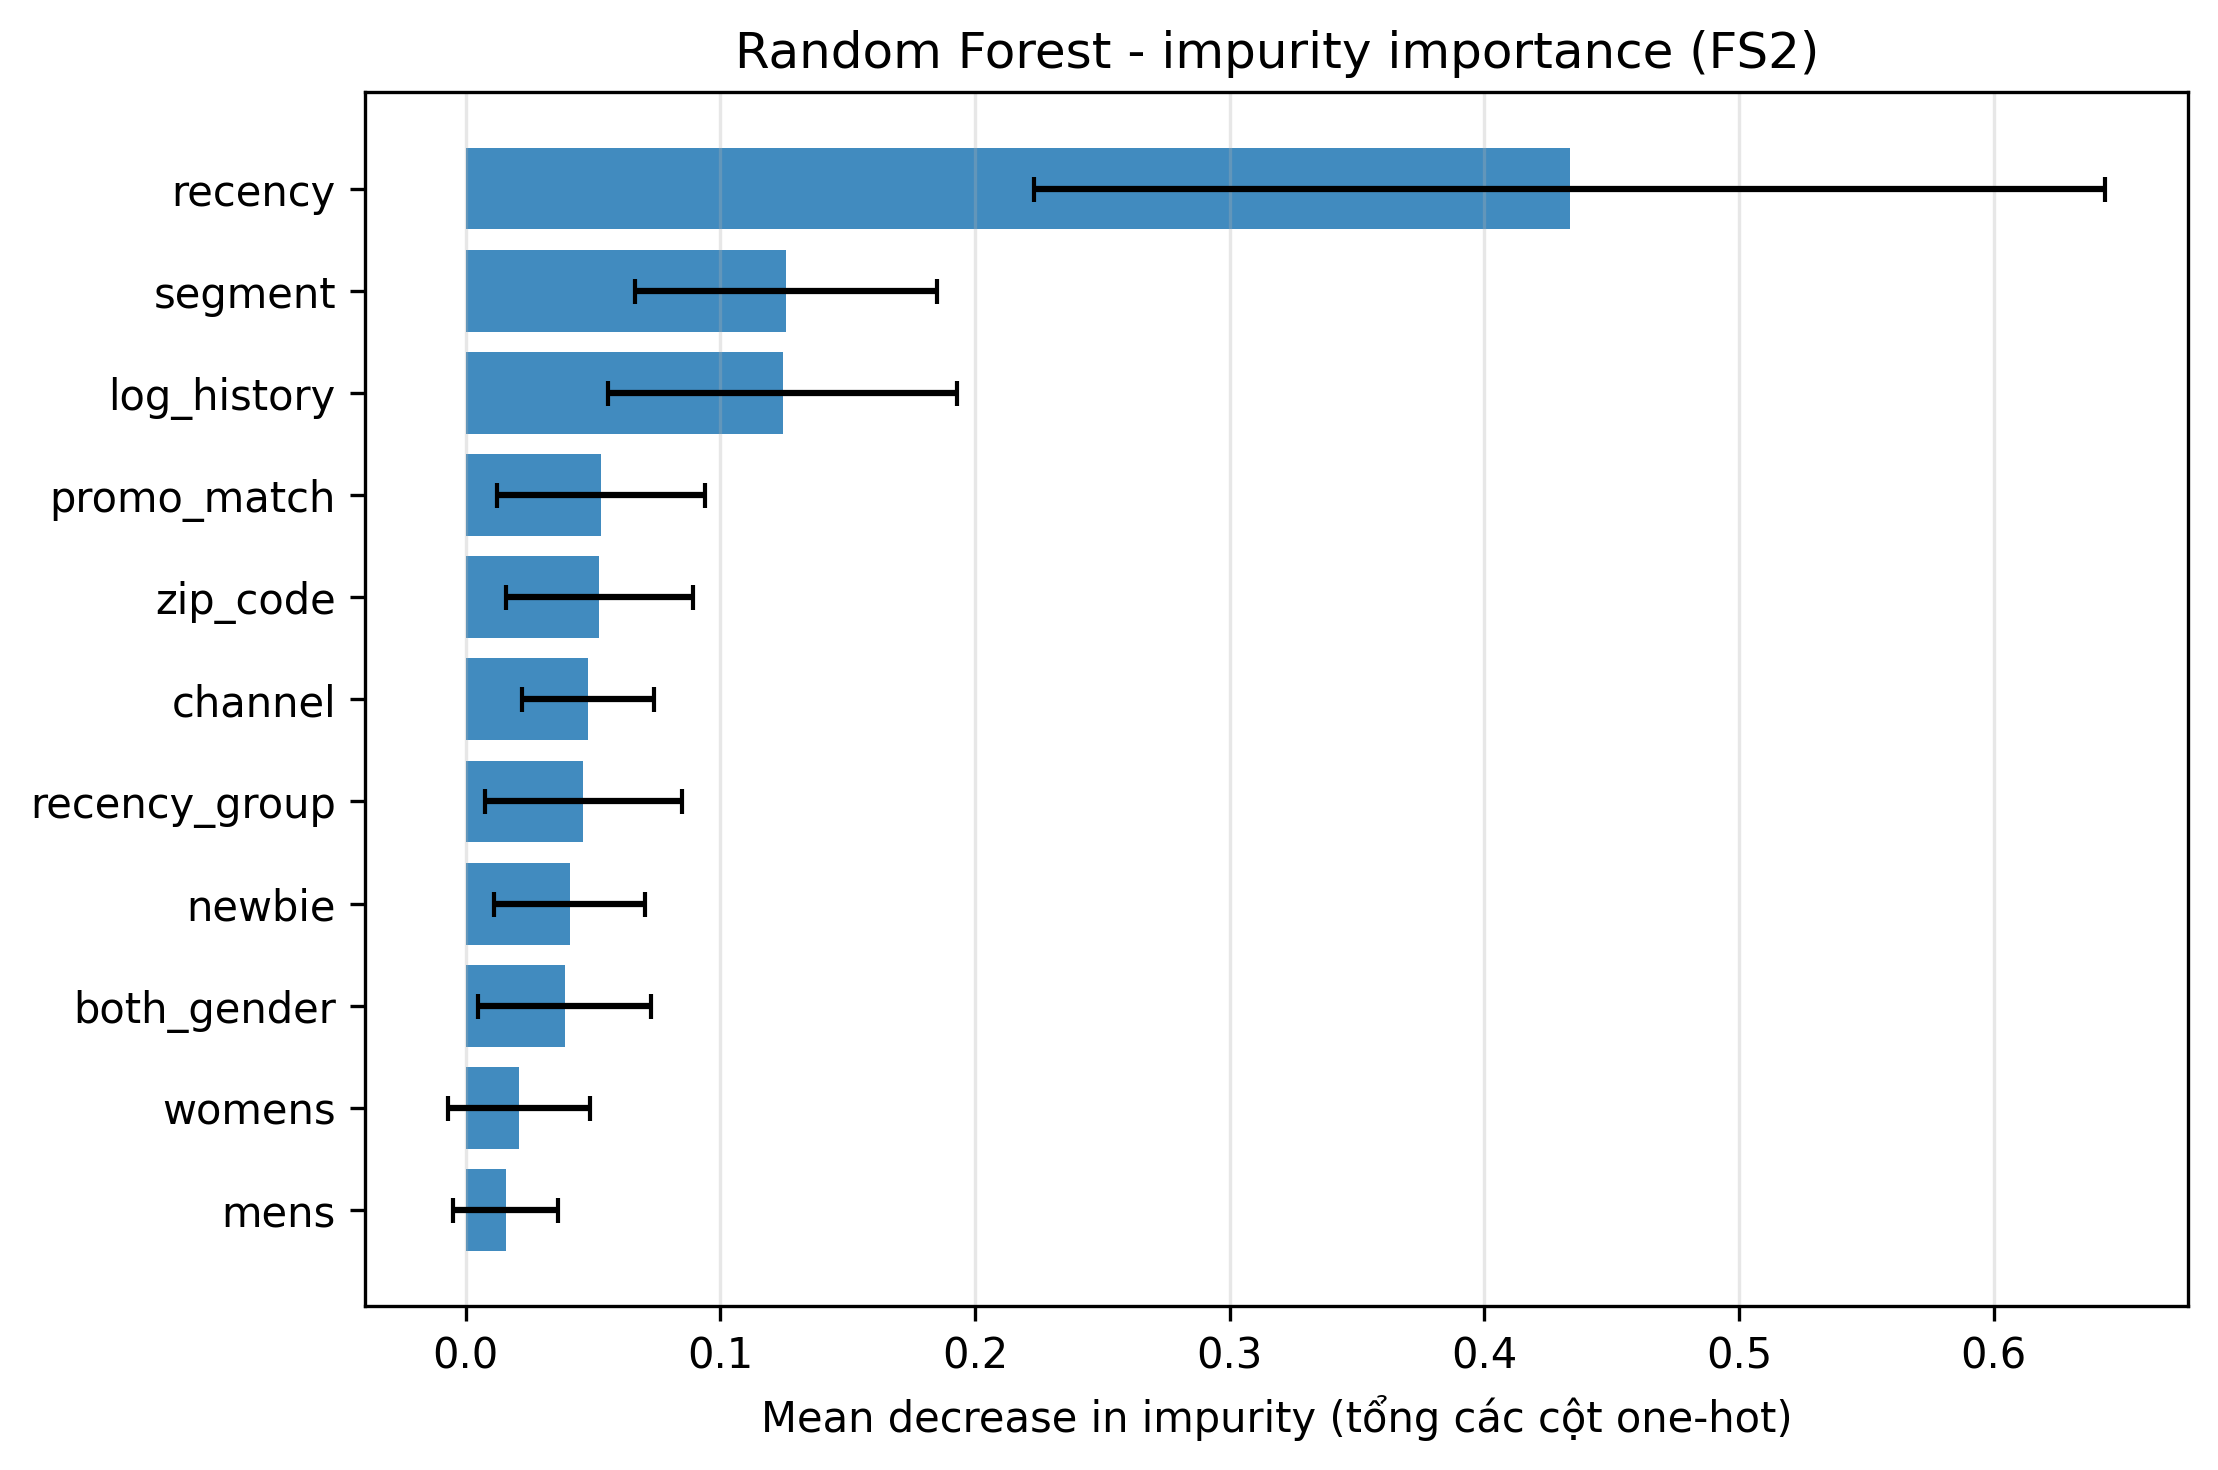 Random Forest - impurity importance (FS2)
recency
segment
log_history
promo_match
zip_code
channel
recency_group
newbie
both_gender
womens
mens
0.0 0.1 0.2 0.3 0.4 0.5 0.6
Mean decrease in impurity (tổng các cột one-hot)